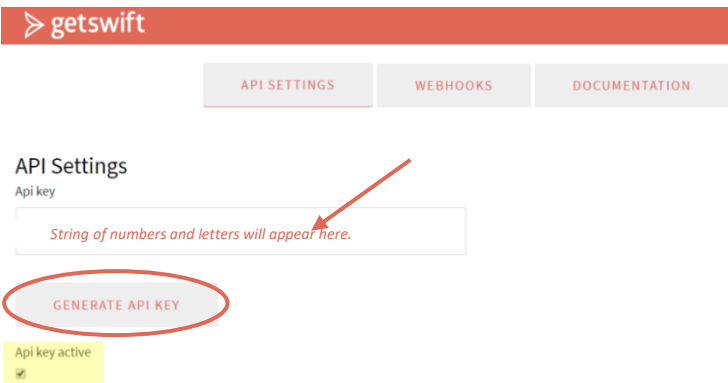 getswift
API SETTINGS WEBHOOKS DOCUMENTATION
API Settings
Api key
String of numbers and letters will appear here.
GENERATE API KEY
Api key active